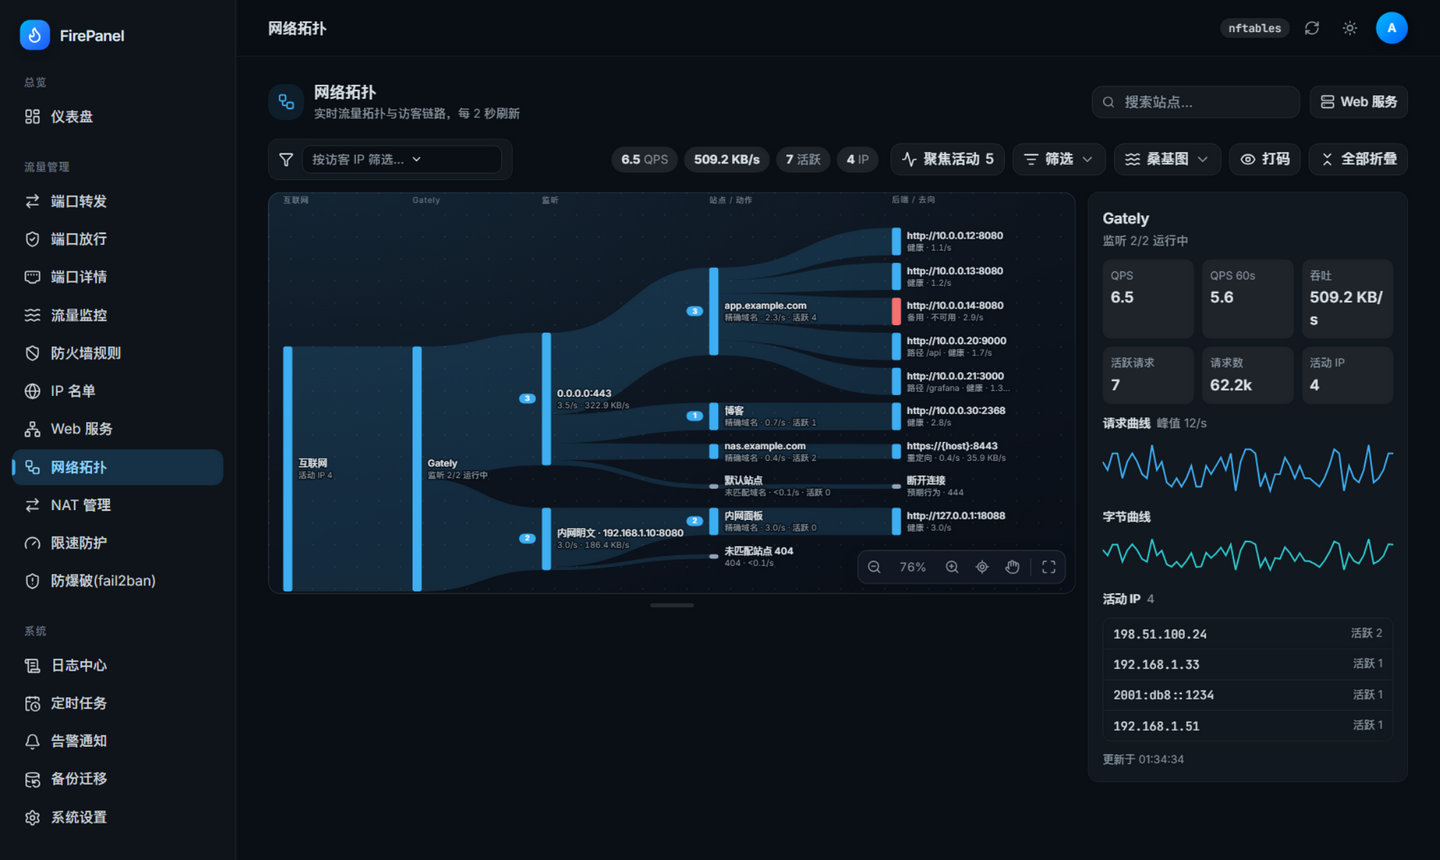 FirePanel
总览
仪表盘
流量管理
端口转发
端口放行
端口详情
流量监控
防火墙规则
IP 名单
Web 服务
网络拓扑
NAT 管理
限速防护
防爆破(fail2ban)
系统
日志中心
定时任务
告警通知
备份迁移
系统设置
网络拓扑
nftables
A
网络拓扑
实时流量拓扑与访客链路，每 2 秒刷新
搜索站点...
Web 服务
按访客 IP 筛选...
6.5 QPS
509.2 KB/s
7 活跃
4 IP
聚焦活动 5
筛选
桑基图
打码
全部折叠
互联网
Gately
监听
站点 / 动作
后端 / 去向
互联网
活动 IP 4
Gately
监听 2/2 运行中
3
0.0.0.0:443
3.5/s · 322.9 KB/s
2
内网明文 · 192.168.1.10:8080
3.0/s · 186.4 KB/s
3
app.example.com
精确域名 · 2.3/s · 活跃 4
1
博客
精确域名 · 0.7/s · 活跃 1
nas.example.com
精确域名 · 0.4/s · 活跃 2
默认站点
未匹配域名 · <0.1/s · 活跃 0
2
内网面板
精确域名 · 3.0/s · 活跃 0
未匹配站点 404
404 · <0.1/s
http://10.0.0.12:8080
健康 · 1.1/s
http://10.0.0.13:8080
健康 · 1.2/s
http://10.0.0.14:8080
备用 · 不可用 · 2.9/s
http://10.0.0.20:9000
路径 /api · 健康 · 1.7/s
http://10.0.0.21:3000
路径 /grafana · 健康 · 1.3...
http://10.0.0.30:2368
健康 · 2.8/s
https://{host}:8443
重定向 · 0.4/s · 35.9 KB/s
断开连接
预期行为 · 444
http://127.0.0.1:18088
健康 · 3.0/s
76%
Gately
监听 2/2 运行中
QPS
6.5
QPS 60s
5.6
吞吐
509.2 KB/
s
活跃请求
7
请求数
62.2k
活动 IP
4
请求曲线 峰值 12/s
字节曲线
活动 IP 4
198.51.100.24 活跃 2
192.168.1.33 活跃 1
2001:db8::1234 活跃 1
192.168.1.51 活跃 1
更新于 01:34:34